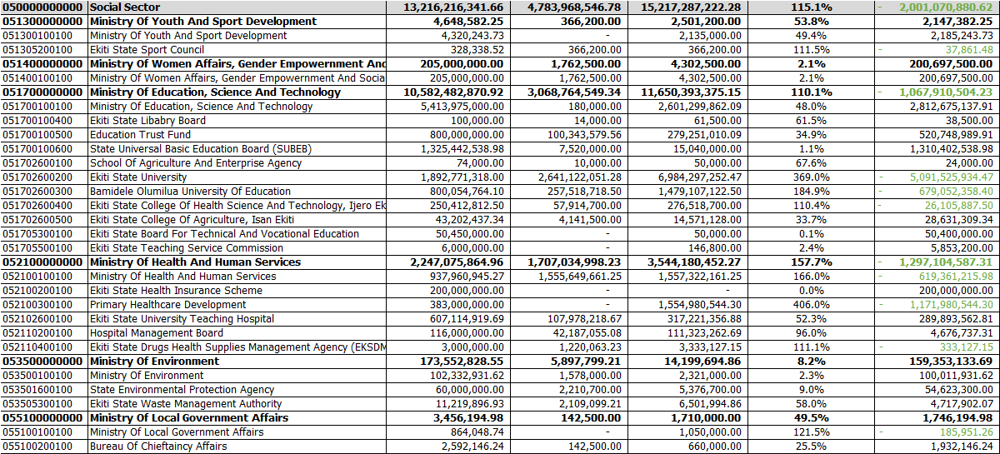 050000000000 Social Sector 13,216,216,341.66 4,783,968,546.78 15,217,287,222.28 115.1% - 2,001,070,880.62
051300000000 Ministry Of Youth And Sport Development 4,648,582.25 366,200.00 2,501,200.00 53.8% 2,147,382.25
051300100100 Ministry Of Youth And Sport Development 4,320,243.73 - 2,135,000.00 49.4% 2,185,243.73
051305200100 Ekiti State Sport Council 328,338.52 366,200.00 366,200.00 111.5% - 37,861.48
051400000000 Ministry Of Women Affairs, Gender Empowernment And 205,000,000.00 1,762,500.00 4,302,500.00 2.1% 200,697,500.00
051400100100 Ministry Of Women Affairs, Gender Empowernment And Socia 205,000,000.00 1,762,500.00 4,302,500.00 2.1% 200,697,500.00
051700000000 Ministry Of Education, Science And Technology 10,582,482,870.92 3,068,764,549.34 11,650,393,375.15 110.1% - 1,067,910,504.23
051700100100 Ministry Of Education, Science And Technology 5,413,975,000.00 180,000.00 2,601,299,862.09 48.0% 2,812,675,137.91
051700100400 Ekiti State Libabry Board 100,000.00 14,000.00 61,500.00 61.5% 38,500.00
051700100500 Education Trust Fund 800,000,000.00 100,343,579.56 279,251,010.09 34.9% 520,748,989.91
051700100600 State Universal Basic Education Board (SUBEB) 1,325,442,538.98 7,520,000.00 15,040,000.00 1.1% 1,310,402,538.98
051702600100 School Of Agriculture And Enterprise Agency 74,000.00 10,000.00 50,000.00 67.6% 24,000.00
051702600200 Ekiti State University 1,892,771,318.00 2,641,122,051.28 6,984,297,252.47 369.0% - 5,091,525,934.47
051702600300 Bamidele Olumilua University Of Education 800,054,764.10 257,518,718.50 1,479,107,122.50 184.9% - 679,052,358.40
051702600400 Ekiti State College Of Health Science And Technology, Ijero Ek 250,412,812.50 57,914,700.00 276,518,700.00 110.4% - 26,105,887.50
051702600500 Ekiti State College Of Agriculture, Isan Ekiti 43,202,437.34 4,141,500.00 14,571,128.00 33.7% 28,631,309.34
051705300100 Ekiti State Board For Technical And Vocational Education 50,450,000.00 - 50,000.00 0.1% 50,400,000.00
051705500100 Ekiti State Teaching Service Commission 6,000,000.00 - 146,800.00 2.4% 5,853,200.00
052100000000 Ministry Of Health And Human Services 2,247,075,864.96 1,707,034,998.23 3,544,180,452.27 157.7% - 1,297,104,587.31
052100100100 Ministry Of Health And Human Services 937,960,945.27 1,555,649,661.25 1,557,322,161.25 166.0% - 619,361,215.98
052100200100 Ekiti State Health Insurance Scheme 200,000,000.00 - - 0.0% 200,000,000.00
052100300100 Primary Healthcare Development 383,000,000.00 - 1,554,980,544.30 406.0% - 1,171,980,544.30
052102600100 Ekiti State University Teaching Hospital 607,114,919.69 107,978,218.67 317,221,356.88 52.3% 289,893,562.81
052110200100 Hospital Management Board 116,000,000.00 42,187,055.08 111,323,262.69 96.0% 4,676,737.31
052110400100 Ekiti State Drugs Health Supplies Management Agency (EKSDM 3,000,000.00 1,220,063.23 3,333,127.15 111.1% - 333,127.15
053500000000 Ministry Of Environment 173,552,828.55 5,897,799.21 14,199,694.86 8.2% 159,353,133.69
053500100100 Ministry Of Environment 102,332,931.62 1,578,000.00 2,321,000.00 2.3% 100,011,931.62
053501600100 State Environmental Protection Agency 60,000,000.00 2,210,700.00 5,376,700.00 9.0% 54,623,300.00
053505300100 Ekiti State Waste Management Authority 11,219,896.93 2,109,099.21 6,501,994.86 58.0% 4,717,902.07
055100000000 Ministry Of Local Government Affairs 3,456,194.98 142,500.00 1,710,000.00 49.5% 1,746,194.98
055100100100 Ministry Of Local Government Affairs 864,048.74 - 1,050,000.00 121.5% - 185,951.26
055100200100 Bureau Of Chieftaincy Affairs 2,592,146.24 142,500.00 660,000.00 25.5% 1,932,146.24